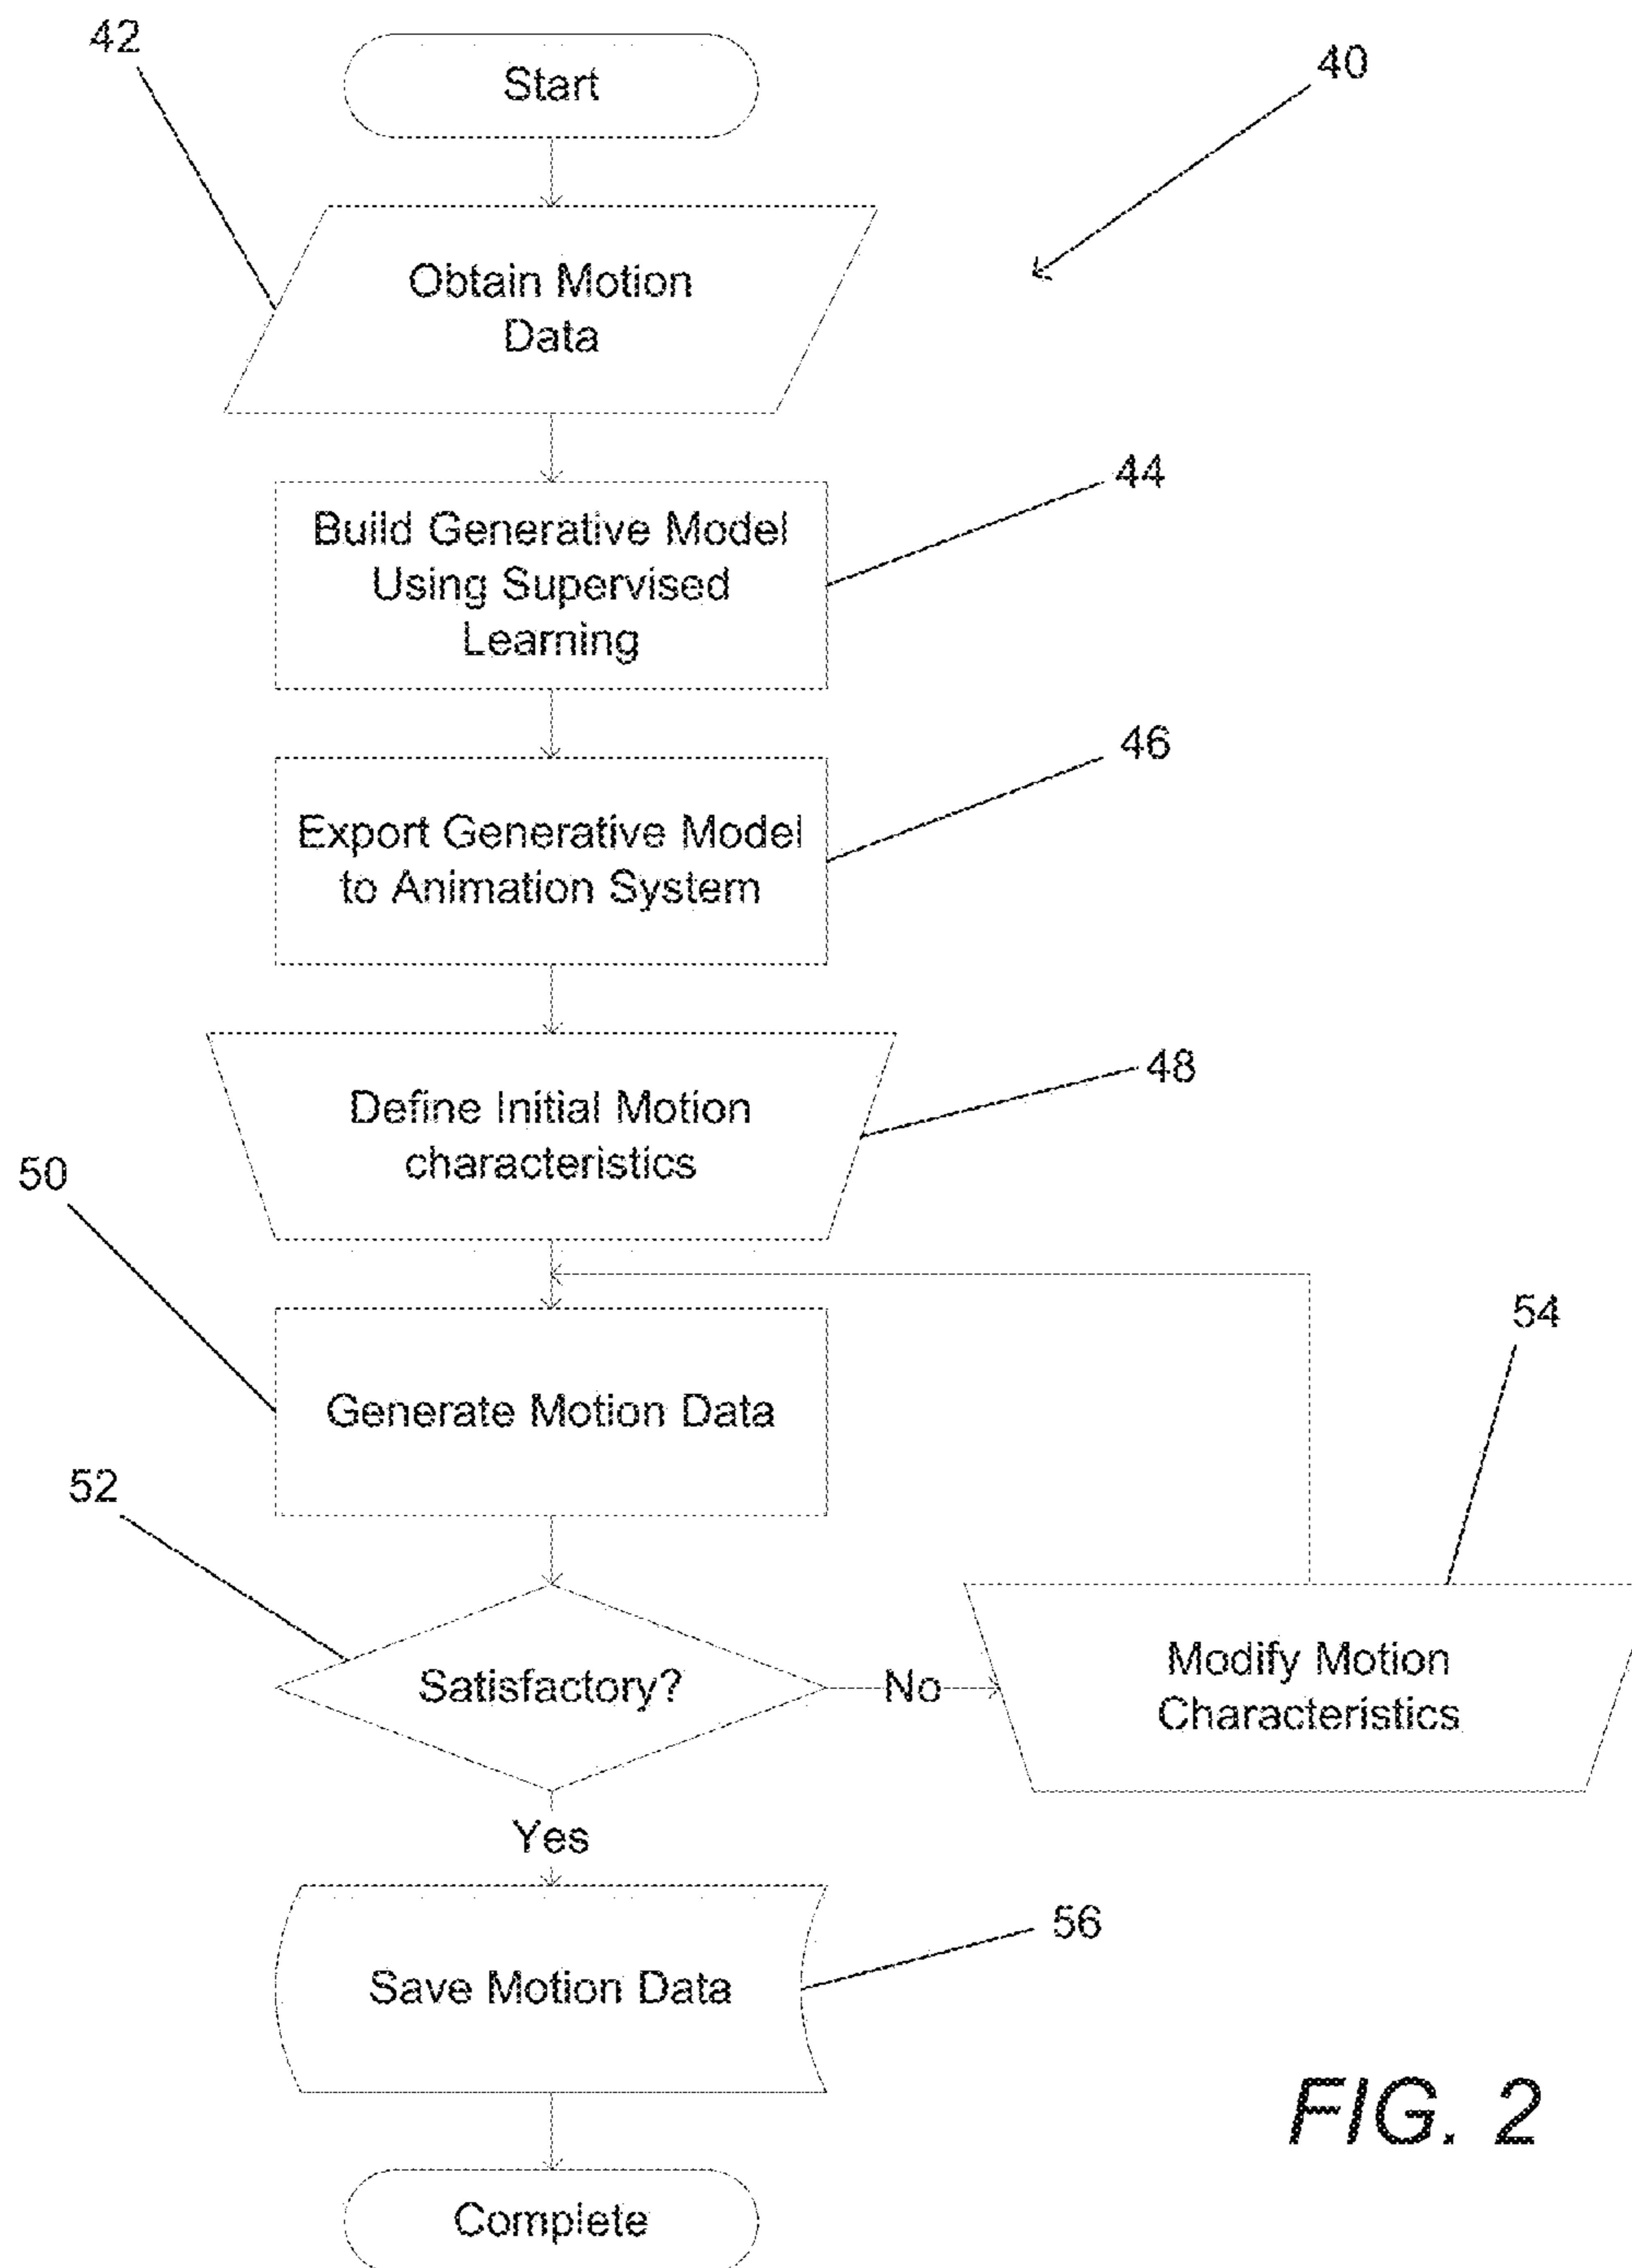 42
Start
40
Obtain Motion
Data
44
Build Generative Model
Using Supervised
Learning
46
Export Generative Model
to Animation System
48
Define Initial Motion
characteristics
50
54
Generate Motion Data
52
Satisfactory?
No
Modify Motion
Characteristics
Yes
56
Save Motion Data
FIG. 2
Complete